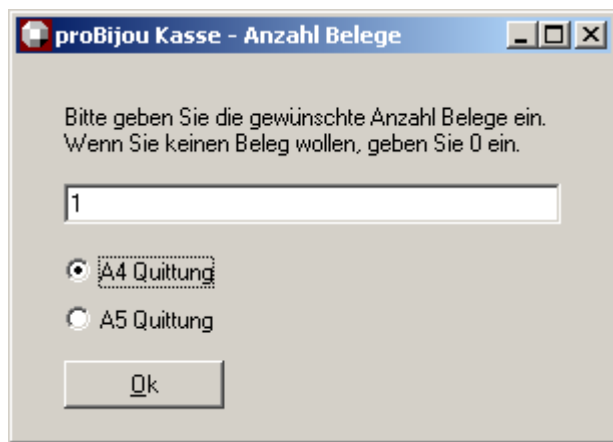 proBijou Kasse - Anzahl Belege
Bitte geben Sie die gewünschte Anzahl Belege ein.
Wenn Sie keinen Beleg wollen, geben Sie 0 ein.
1
A4 Quittung
A5 Quittung
Ok